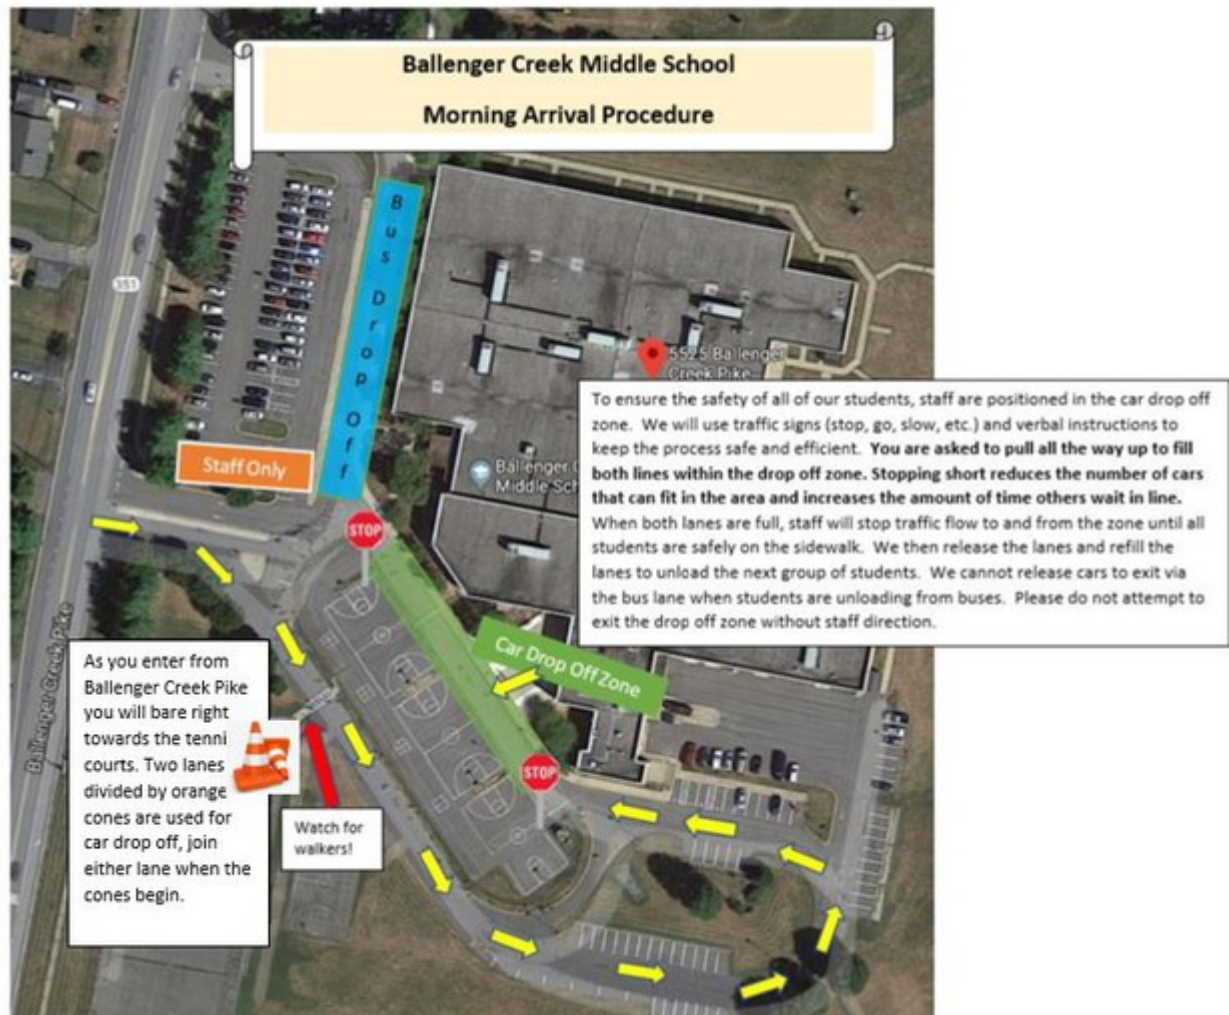 Ballenger Creek Middle School
Morning Arrival Procedure
Bus Drop Off
351
5525 Ballenger
Creek Pike
To ensure the safety of all of our students, staff are positioned in the car drop off
zone. We will use traffic signs (stop, go, slow, etc.) and verbal instructions to
keep the process safe and efficient. You are asked to pull all the way up to fill
both lines within the drop off zone. Stopping short reduces the number of cars
that can fit in the area and increases the amount of time others wait in line.
When both lanes are full, staff will stop traffic flow to and from the zone until all
students are safely on the sidewalk. We then release the lanes and refill the
lanes to unload the next group of students. We cannot release cars to exit via
the bus lane when students are unloading from buses. Please do not attempt to
exit the drop off zone without staff direction.
Staff Only
Ballenger C
Middle Sch
STOP
Car Drop Off Zone
STOP
Ballenger Creek Pike
As you enter from
Ballenger Creek Pike
you will bare right
towards the tenni
courts. Two lanes
divided by orange
cones are used for
car drop off, join
either lane when the
cones begin.
Watch for
walkers!